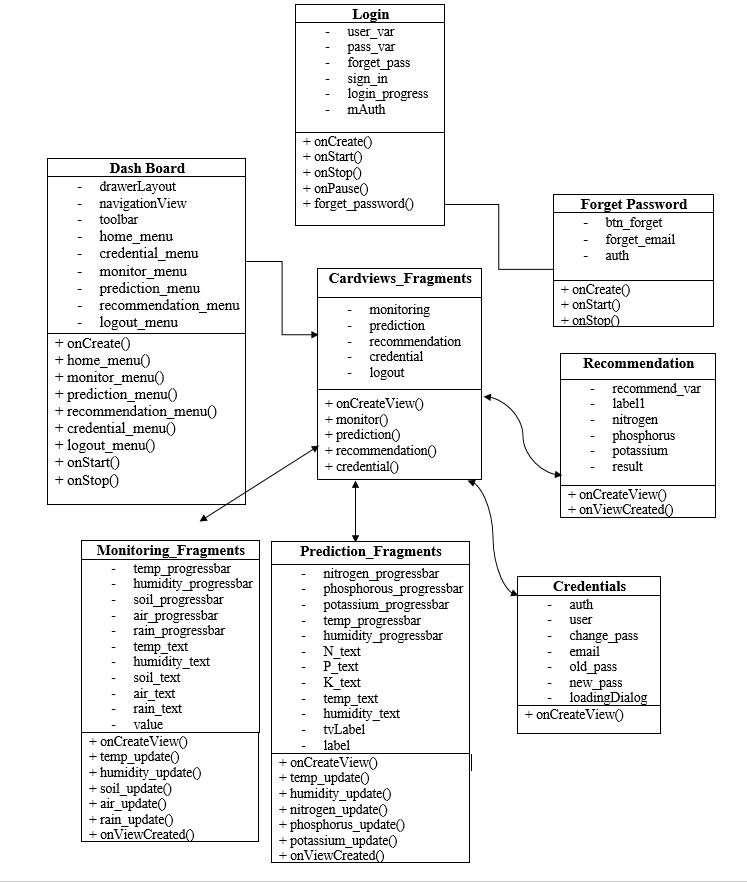 Login
- user_var
- pass_var
- forget_pass
- sign_in
- login_progress
- mAuth
+ onCreate()
+ onStart()
+ onStop()
+ onPause()
+ forget_password()
Dash Board
- drawerLayout
- navigationView
- toolbar
- home_menu
- credential_menu
- monitor_menu
- prediction_menu
- recommendation_menu
- logout_menu
+ onCreate()
+ home_menu()
+ monitor_menu()
+ prediction_menu()
+ recommendation_menu()
+ credential_menu()
+ logout_menu()
+ onStart()
+ onStop()
Forget Password
- btn_forget
- forget_email
- auth
+ onCreate()
+ onStart()
+ onStop()
Cardviews_Fragments
- monitoring
- prediction
- recommendation
- credential
- logout
+ onCreateView()
+ monitor()
+ prediction()
+ recommendation()
+ credential()
Recommendation
- recommend_var
- label1
- nitrogen
- phosphorus
- potassium
- result
+ onCreateView()
+ onViewCreated()
Monitoring_Fragments
- temp_progressbar
- humidity_progressbar
- soil_progressbar
- air_progressbar
- rain_progressbar
- temp_text
- humidity_text
- soil_text
- air_text
- rain_text
- value
+ onCreateView()
+ temp_update()
+ humidity_update()
+ soil_update()
+ air_update()
+ rain_update()
+ onViewCreated()
Prediction_Fragments
- nitrogen_progressbar
- phosphorous_progressbar
- potassium_progressbar
- temp_progressbar
- humidity_progressbar
- N_text
- P_text
- K_text
- temp_text
- humidity_text
- tvLabel
- label
+ onCreateView()
+ temp_update()
+ humidity_update()
+ nitrogen_update()
+ phosphorus_update()
+ potassium_update()
+ onViewCreated()
Credentials
- auth
- user
- change_pass
- email
- old_pass
- new_pass
- loadingDialog
+ onCreateView()